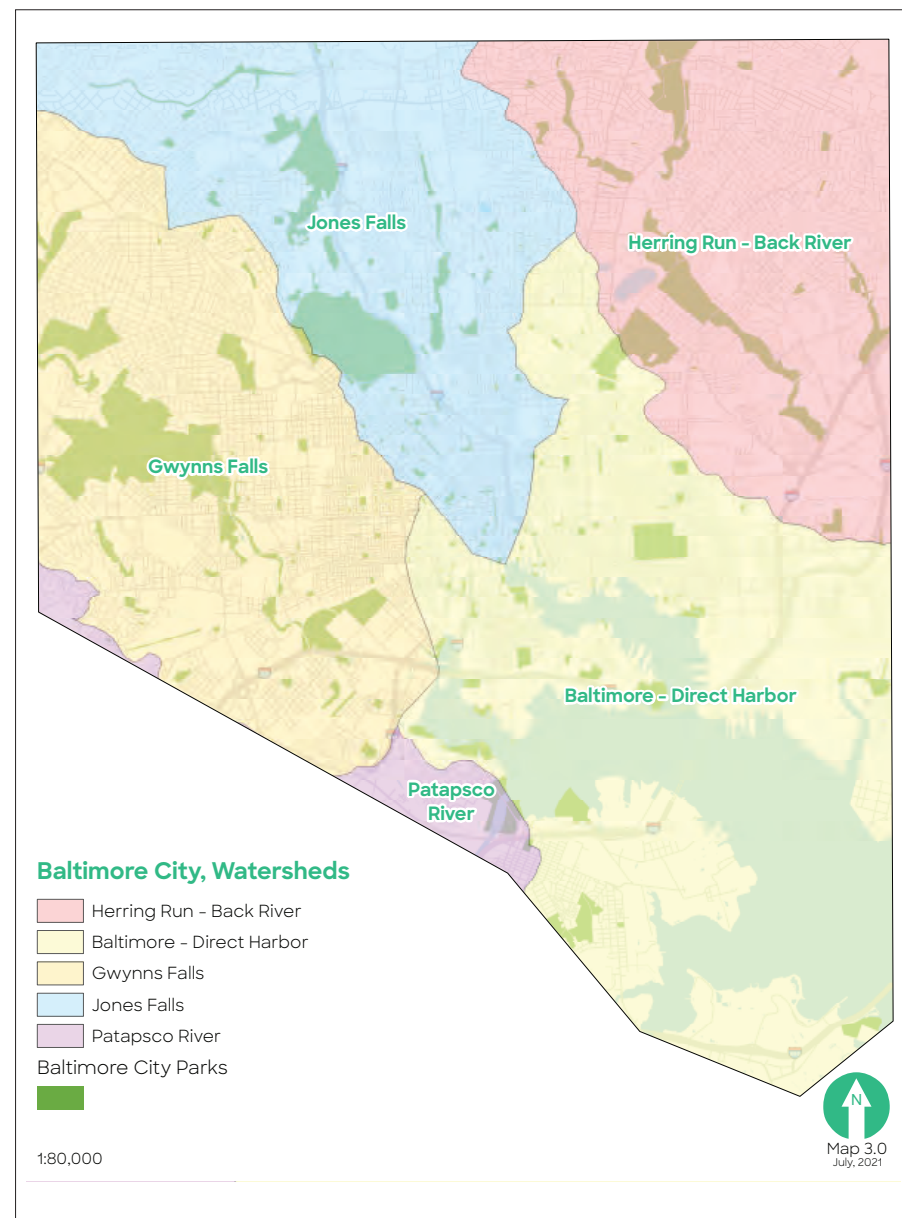 Jones Falls
Herring Run - Back River
Gwynns Falls
Baltimore - Direct Harbor
Patapsco
River
Baltimore City, Watersheds
Herring Run - Back River
Baltimore - Direct Harbor
Gwynns Falls
Jones Falls
Patapsco River
Baltimore City Parks
1:80,000
N
Map 3.0
July, 2021